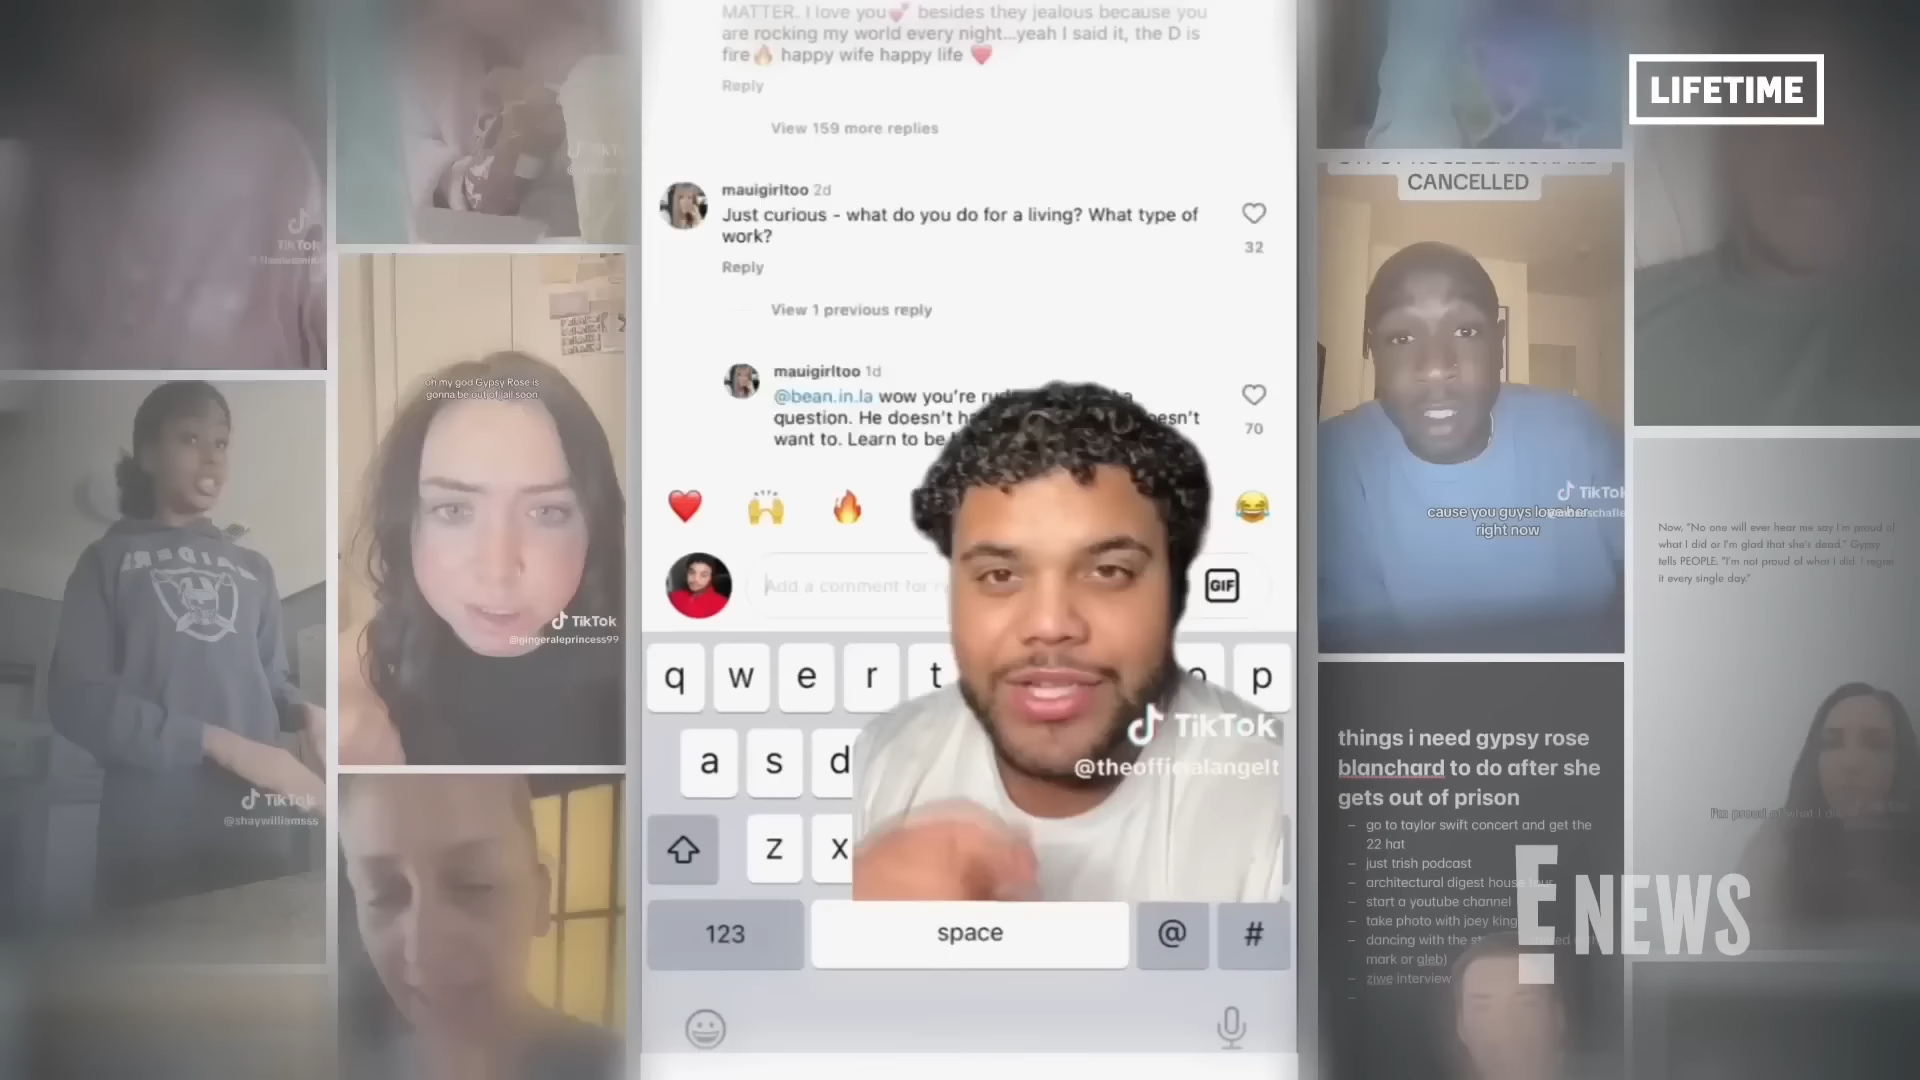 MATTER. I love you💕 besides they jealous because you
are rocking my world every night...yeah I said it, the D is
fire🔥 happy wife happy life ❤️
Reply
View 159 more replies
mauigirltoo 2d
Just curious - what do you do for a living? What type of
work?
32
Reply
View 1 previous reply
mauigirltoo 1d
@bean.in.la wow you're
question. He doesn't
want to. Learn to be
70
❤️ 🙌 🔥 😂
Add a comment for
GIF
q w e r t p
a s d
z x
123 space @ #
TikTok
@theofficialangelt
LIFETIME
TikTok
TikTok
@shaywilliamsss
oh my god Gypsy Rose is
gonna be out of jail soon
TikTok
@gingeraleprincess99
CANCELLED
TikTok
cause you guys love her
right now
things i need gypsy rose
blanchard to do after she
gets out of prison
– go to taylor swift concert and get the
22 hat
– just trish podcast
– architectural digest house tour
– start a youtube channel
– take photo with joey king
– dancing with the
mark or gleb)
– ziwe interview
–
Now, "No one will ever hear me say I'm proud of
what I did or I'm glad that she's dead." Gypsy
tells PEOPLE. "I'm not proud of what I did. I regret
it every single day."
I'm proud of what I
E NEWS